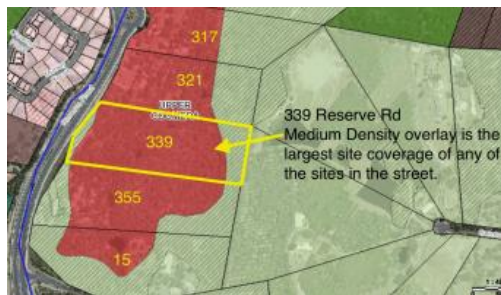 317
321
UPPER
339
339 Reserve Rd
Medium Density overlay is the
largest site coverage of any of
the sites in the street.
355
15